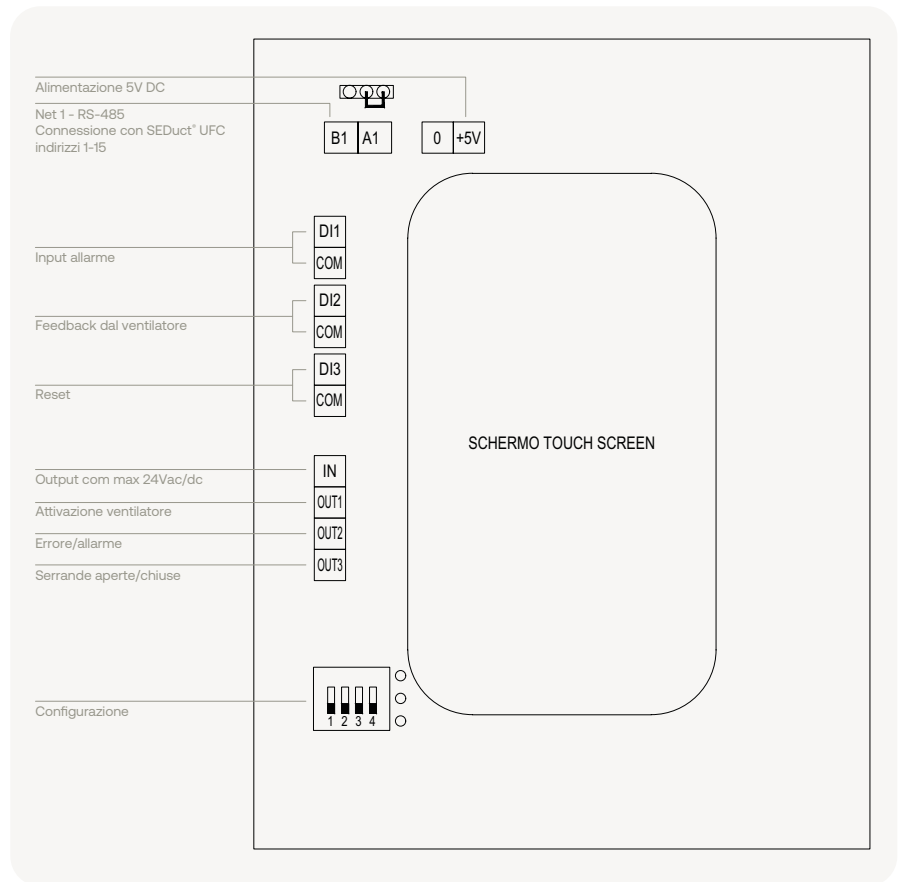 Alimentazione 5V DC
Net 1 - RS-485
Connessione con SEDuct® UFC
indirizzi 1-15
B1 A1 0 +5V
Input allarme
DI1
COM
Feedback dal ventilatore
DI2
COM
Reset
DI3
COM
SCHERMO TOUCH SCREEN
Output com max 24Vac/dc
IN
Attivazione ventilatore
OUT1
Errore/allarme
OUT2
Serrande aperte/chiuse
OUT3
Configurazione
1 2 3 4